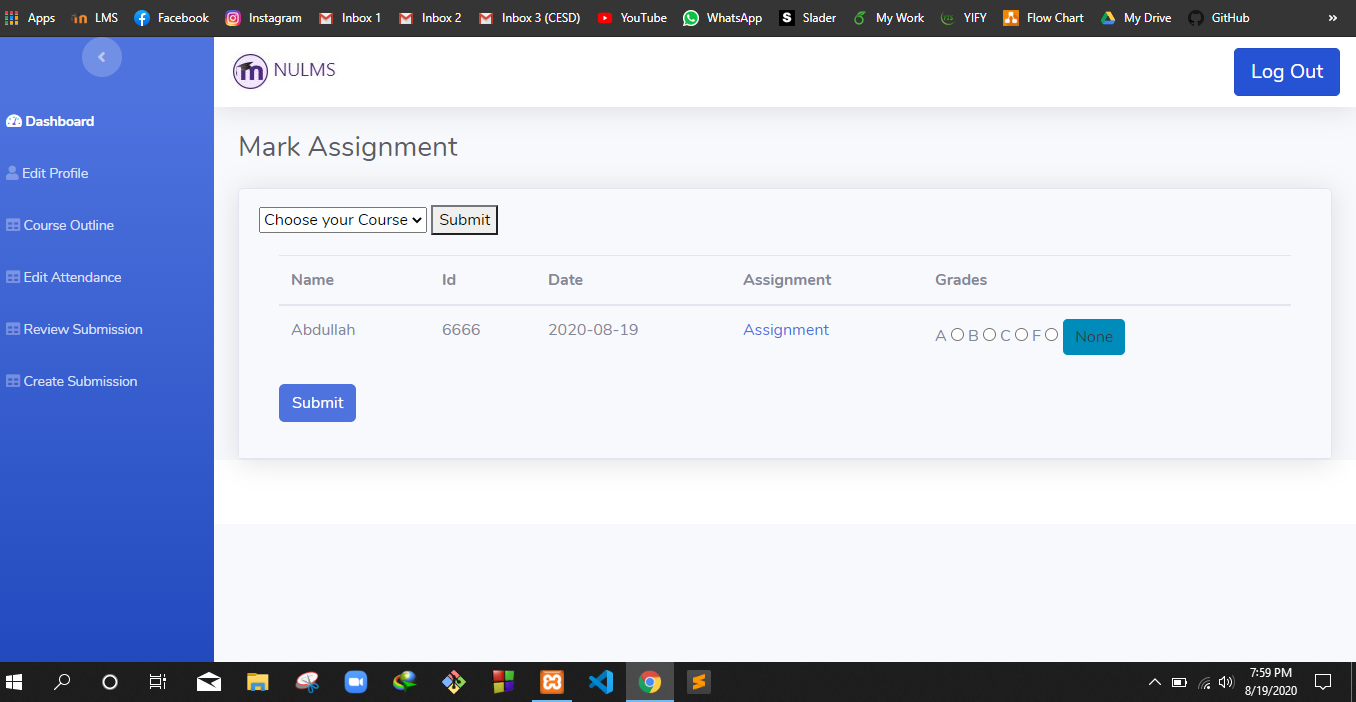 Apps LMS Facebook Instagram Inbox 1 Inbox 2 Inbox 3 (CESD) YouTube WhatsApp S Slader My Work YIFY Flow Chart My Drive GitHub »
NULMS
Log Out
Dashboard
Edit Profile
Course Outline
Edit Attendance
Review Submission
Create Submission
Mark Assignment
Choose your Course Submit
Name Id Date Assignment Grades
Abdullah 6666 2020-08-19 Assignment A B C F None
Submit
7:59 PM
8/19/2020